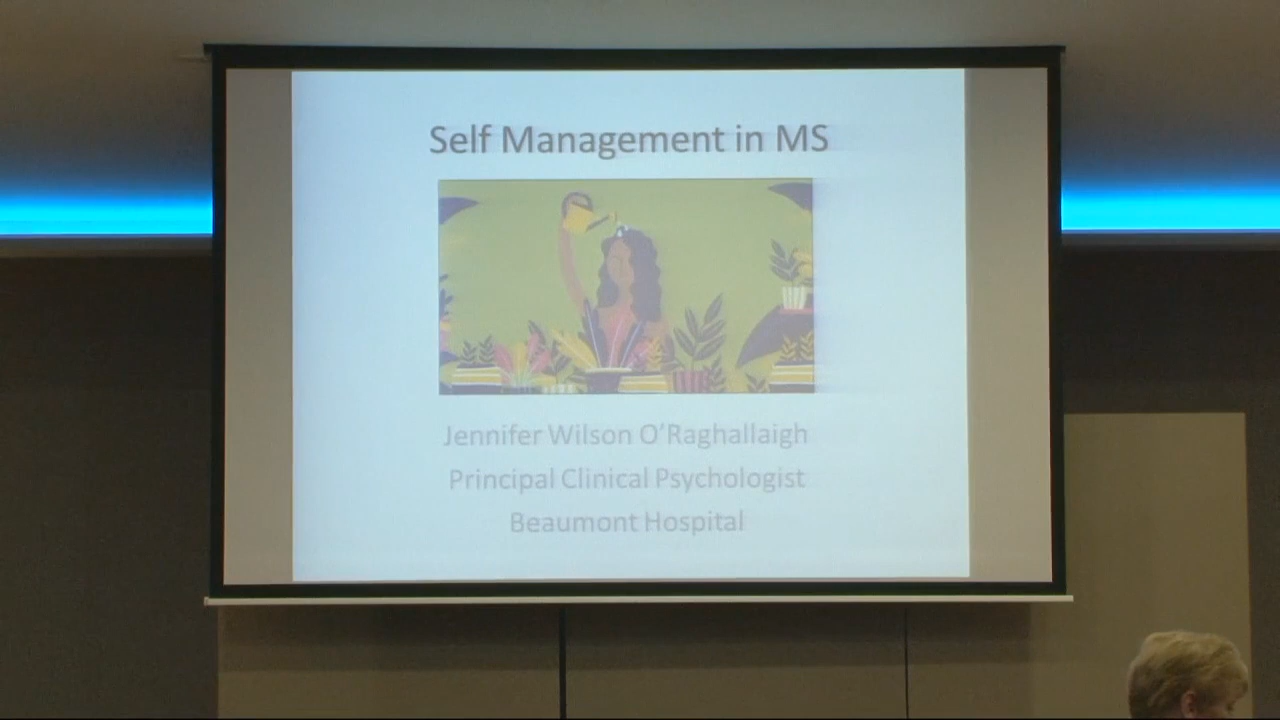 Self Management in MS
Jennifer Wilson O'Raghallaigh
Principal Clinical Psychologist
Beaumont Hospital